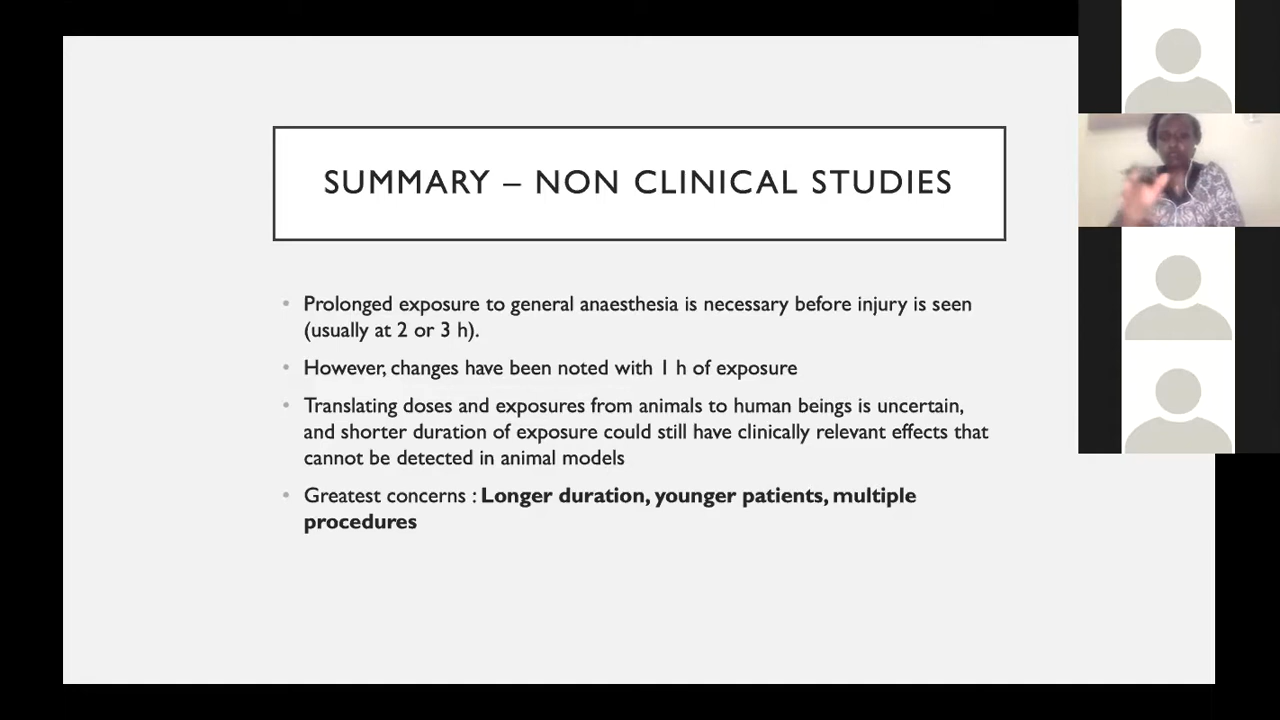 SUMMARY – NON CLINICAL STUDIES
• Prolonged exposure to general anaesthesia is necessary before injury is seen
(usually at 2 or 3 h).
• However, changes have been noted with 1 h of exposure
• Translating doses and exposures from animals to human beings is uncertain,
and shorter duration of exposure could still have clinically relevant effects that
cannot be detected in animal models
• Greatest concerns : Longer duration, younger patients, multiple
procedures